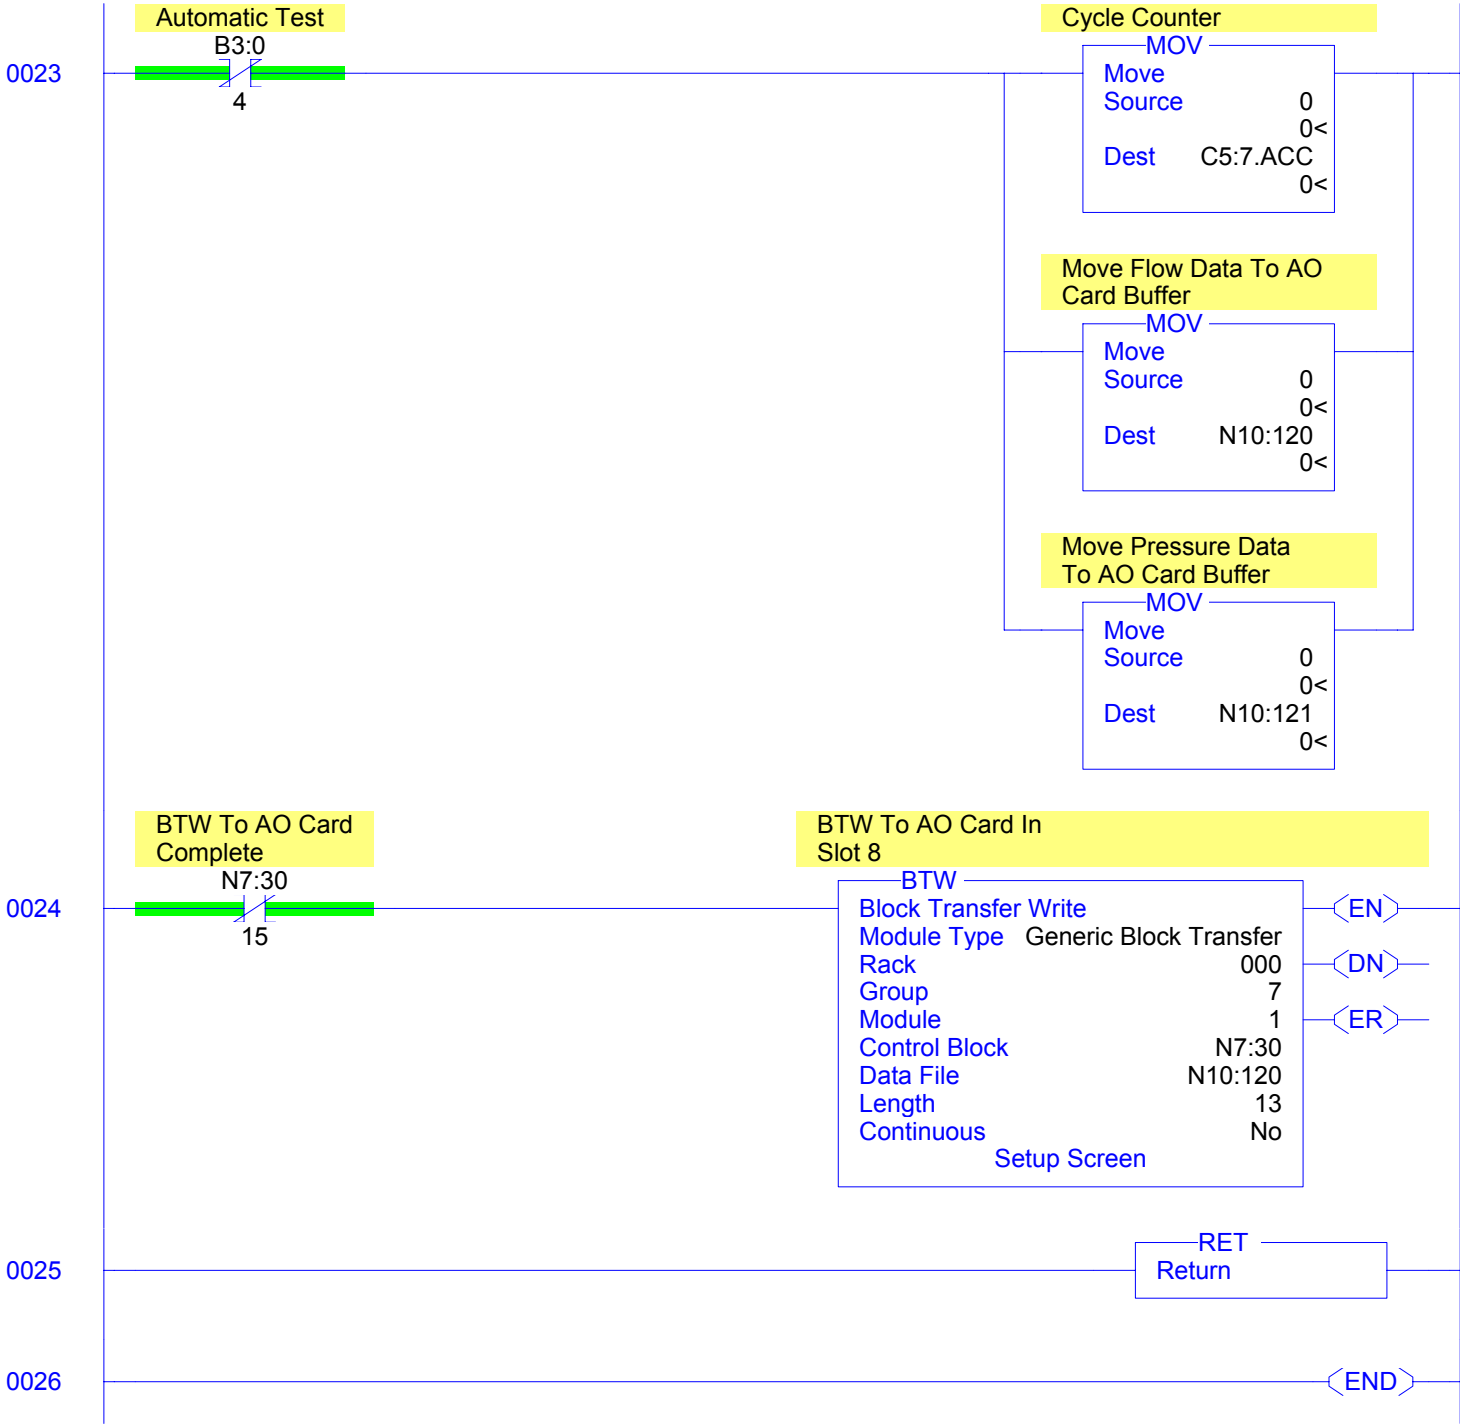 Automatic Test
B3:0
4
0023
Cycle Counter
MOV
Move
Source 0
0<
Dest C5:7.ACC
0<
Move Flow Data To AO
Card Buffer
MOV
Move
Source 0
0<
Dest N10:120
0<
Move Pressure Data
To AO Card Buffer
MOV
Move
Source 0
0<
Dest N10:121
0<
BTW To AO Card
Complete
N7:30
15
0024
BTW To AO Card In
Slot 8
BTW
Block Transfer Write
Module Type Generic Block Transfer
Rack 000
Group 7
Module 1
Control Block N7:30
Data File N10:120
Length 13
Continuous No
Setup Screen
EN
DN
ER
0025
RET
Return
0026
END